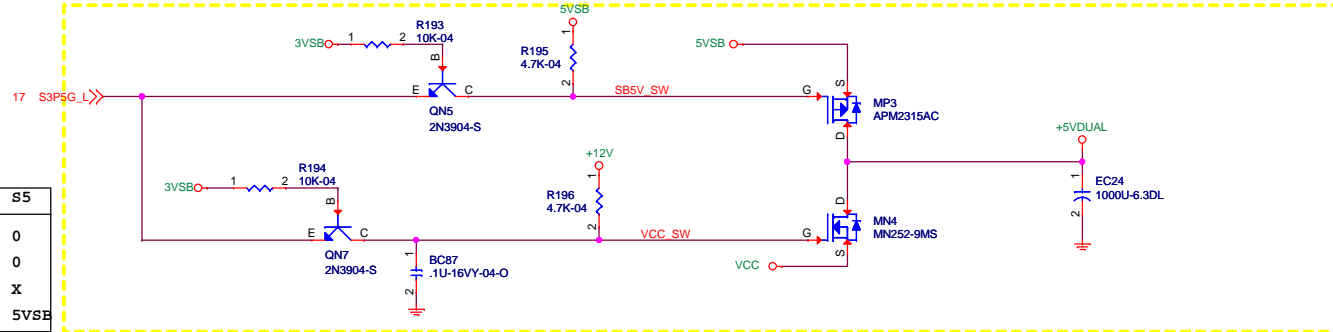 R193
10K-04
3VSB
1 2
B
E C
QN5
2N3904-S
5VSB
1
R195
4.7K-04
2
SB5V_SW
5VSB
S
G
D
MP3
APM2315AC
17 S3P5G_L
+5VDUAL
1
EC24
1000U-6.3DL
2
R194
10K-04
3VSB
1 2
B
E C
QN7
2N3904-S
+12V
1
R196
4.7K-04
2
VCC_SW
BC87
.1U-16VY-04-O
1
2
D
G
S
MN4
MN252-9MS
VCC
S5
0
0
X
5VSB